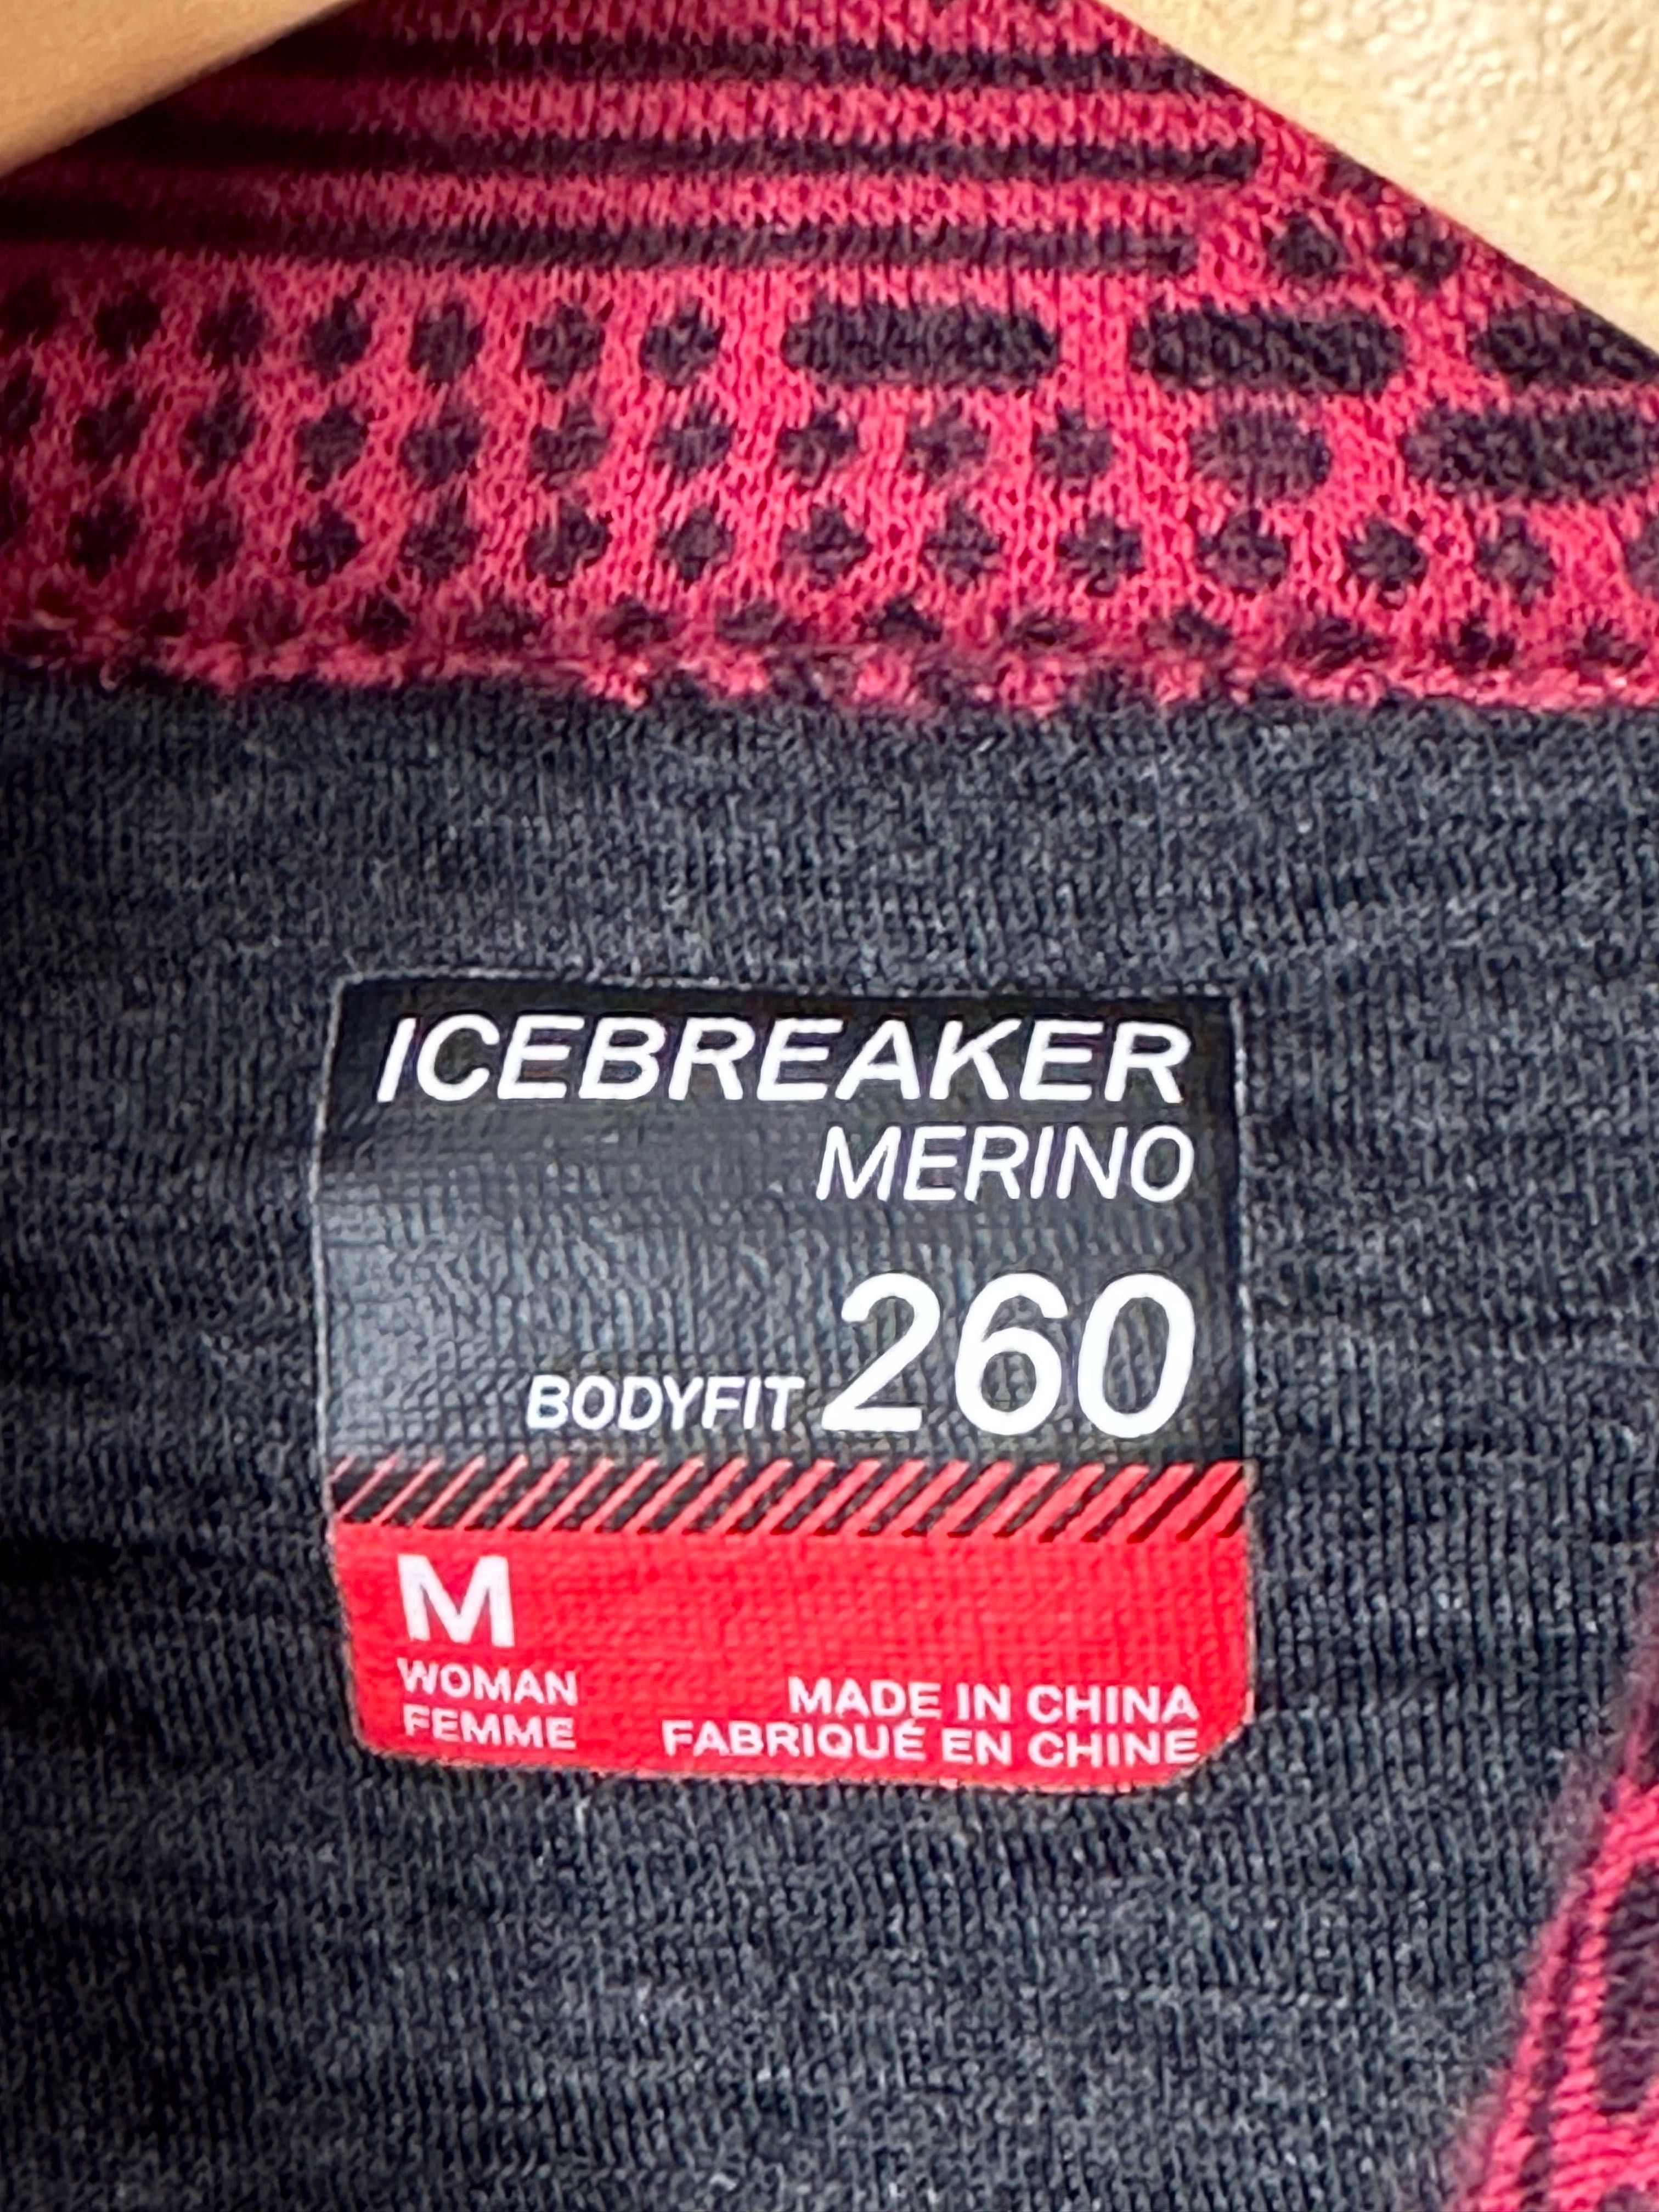 ICEBREAKER
MERINO
BODYFIT 260
M
WOMAN
FEMME
MADE IN CHINA
FABRIQUÉ EN CHINE